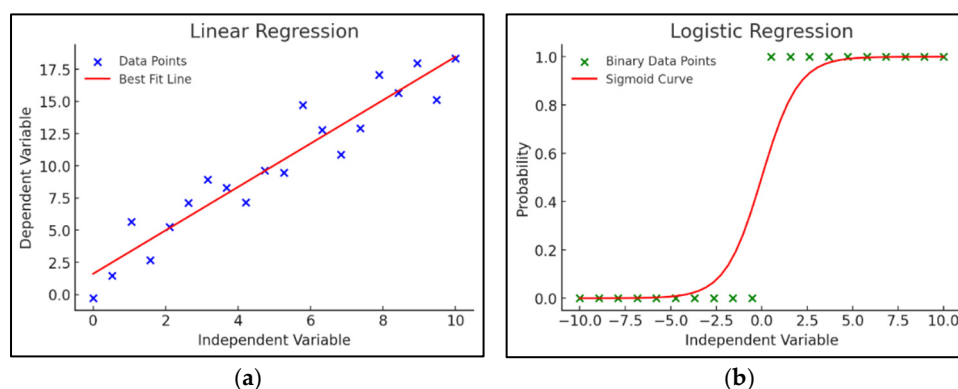 Linear Regression
Data Points
Best Fit Line
17.5
15.0
12.5
10.0
7.5
5.0
2.5
0.0
Dependent Variable
0 2 4 6 8 10
Independent Variable
(a)
Logistic Regression
Binary Data Points
Sigmoid Curve
1.0
0.8
0.6
0.4
0.2
0.0
Probability
−10.0 −7.5 −5.0 −2.5 0.0 2.5 5.0 7.5 10.0
Independent Variable
(b)